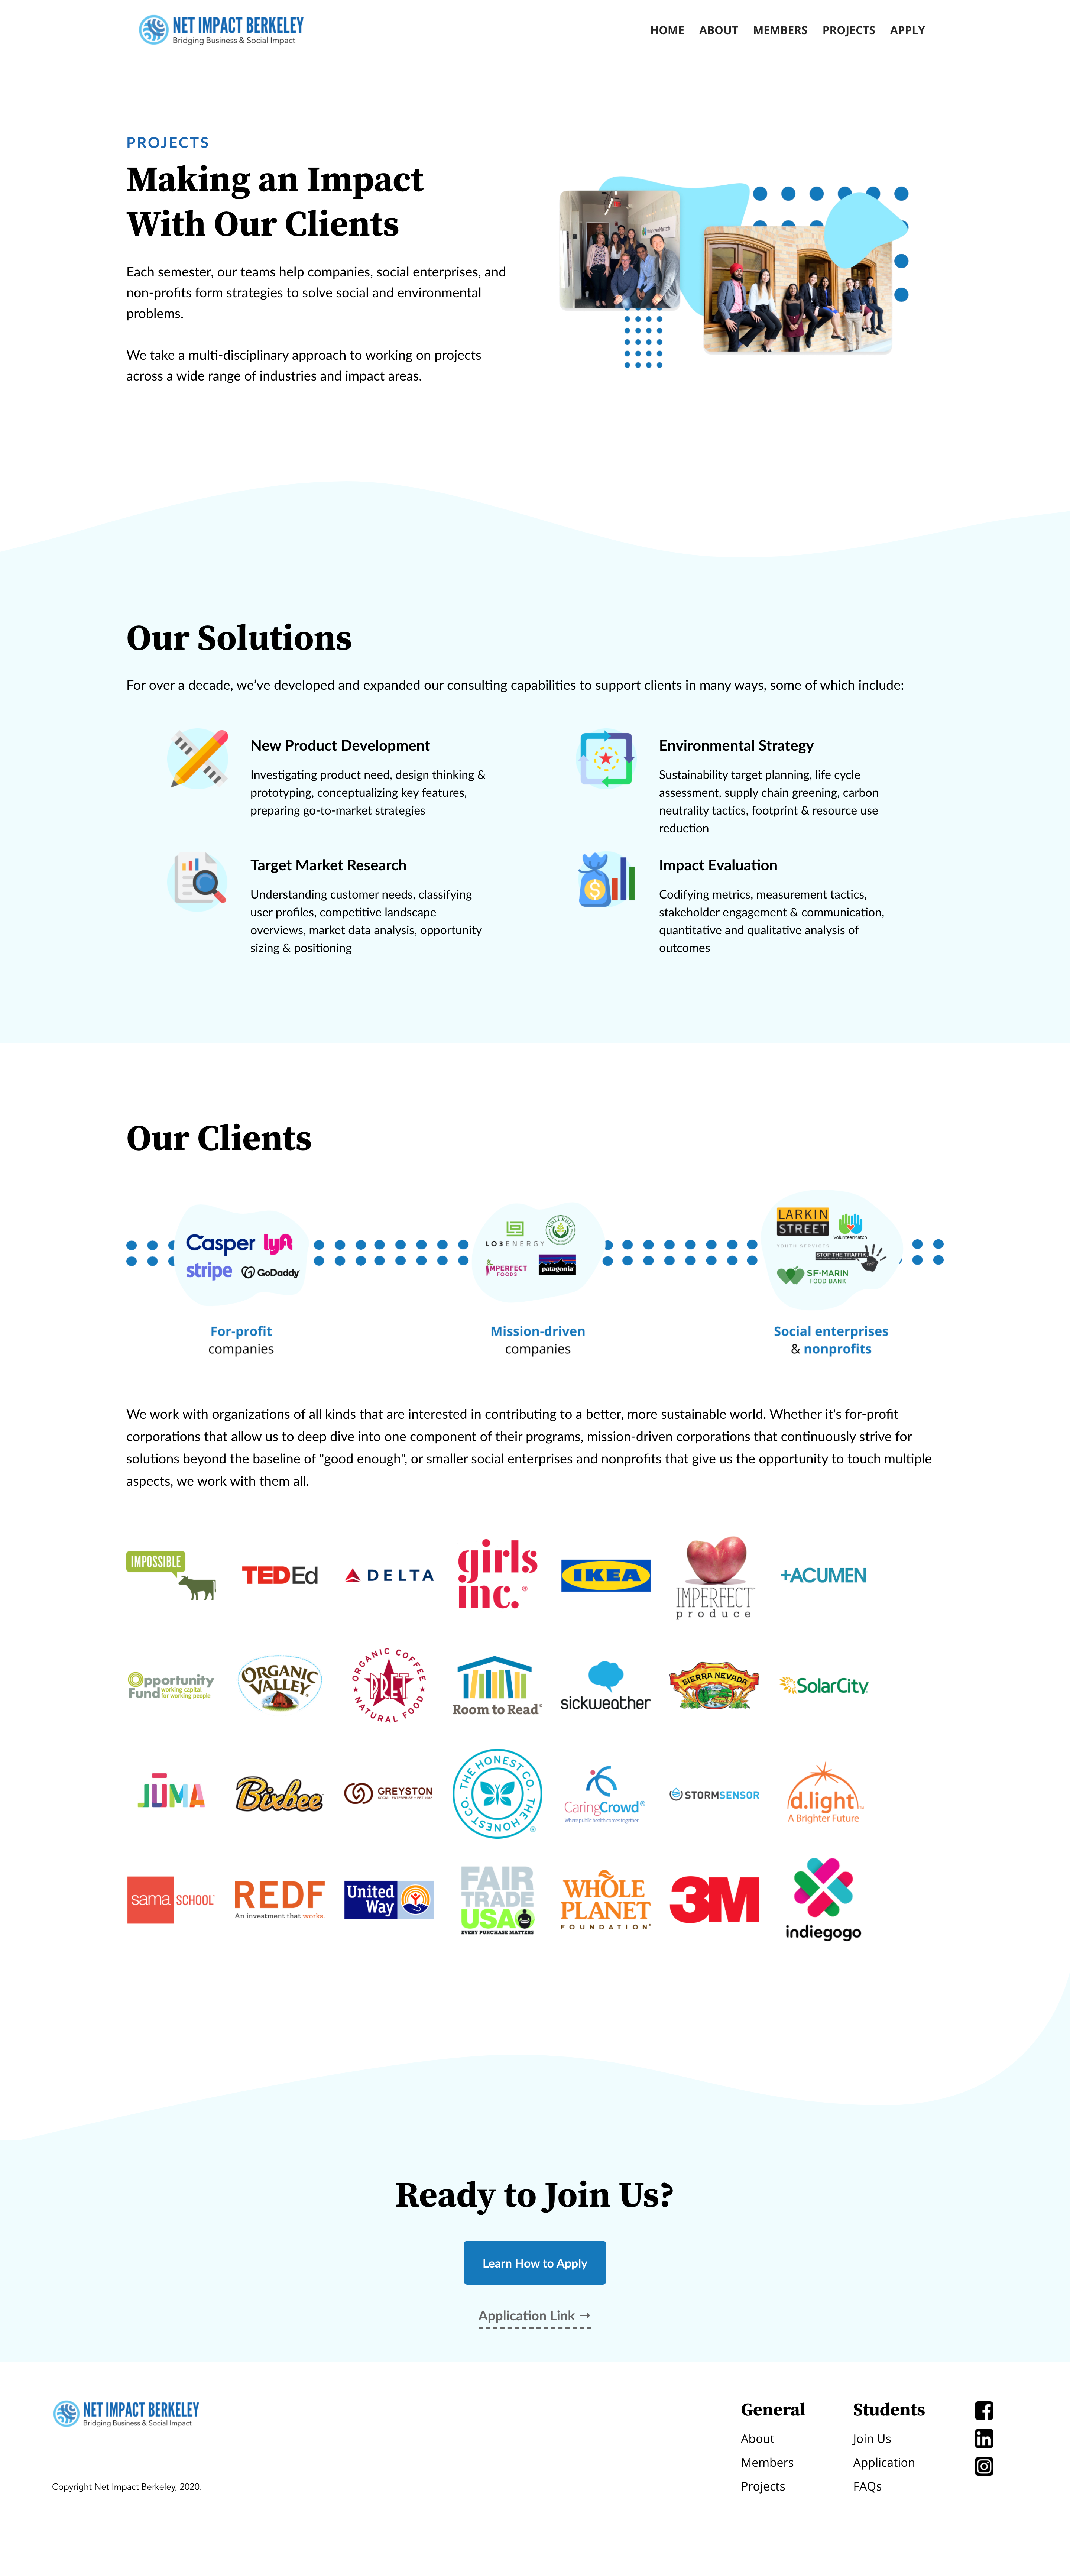 NET IMPACT BERKELEY
Bridging Business & Social Impact
HOME ABOUT MEMBERS PROJECTS APPLY
PROJECTS
Making an Impact
With Our Clients
Each semester, our teams help companies, social enterprises, and
non-profits form strategies to solve social and environmental
problems.
We take a multi-disciplinary approach to working on projects
across a wide range of industries and impact areas.
Our Solutions
For over a decade, we've developed and expanded our consulting capabilities to support clients in many ways, some of which include:
New Product Development
Investigating product need, design thinking &
prototyping, conceptualizing key features,
preparing go-to-market strategies
Environmental Strategy
Sustainability target planning, life cycle
assessment, supply chain greening, carbon
neutrality tactics, footprint & resource use
reduction
Target Market Research
Understanding customer needs, classifying
user profiles, competitive landscape
overviews, market data analysis, opportunity
sizing & positioning
Impact Evaluation
Codifying metrics, measurement tactics,
stakeholder engagement & communication,
quantitative and qualitative analysis of
outcomes
Our Clients
Casper lyft
stripe GoDaddy
LO3ENERGY
IMPERFECT
FOODS
patagonia
LARKIN
STREET
YOUTH SERVICES
VolunteerMatch
STOP THE TRAFFIK
SF-MARIN
FOOD BANK
For-profit
companies
Mission-driven
companies
Social enterprises
& nonprofits
We work with organizations of all kinds that are interested in contributing to a better, more sustainable world. Whether it's for-profit
corporations that allow us to deep dive into one component of their programs, mission-driven corporations that continuously strive for
solutions beyond the baseline of "good enough", or smaller social enterprises and nonprofits that give us the opportunity to touch multiple
aspects, we work with them all.
IMPOSSIBLE
TEDEd
DELTA
girls
inc.®
IKEA
IMPERFECT
produce
+ACUMEN
Opportunity
Fund working capital
for working people
ORGANIC
VALLEY
ORGANIC COFFEE
PRET
NATURAL FOOD
Room to Read®
sickweather
SIERRA NEVADA
SolarCity
JŪMA
Bixbee
GREYSTON
SOCIAL ENTERPRISE • EST 1982
THE HONEST CO.
THE HONEST CO.
CaringCrowd®
Where public health comes together
STORMSENSOR
d.light
A Brighter Future
sama SCHOOL
REDF
An investment that works.
United
Way
FAIR
TRADE
USA
EVERY PURCHASE MATTERS
WHOLE
PLANET
FOUNDATION
3M
indiegogo
Ready to Join Us?
Learn How to Apply
Application Link →
NET IMPACT BERKELEY
Bridging Business & Social Impact
Copyright Net Impact Berkeley, 2020.
General
About
Members
Projects
Students
Join Us
Application
FAQs